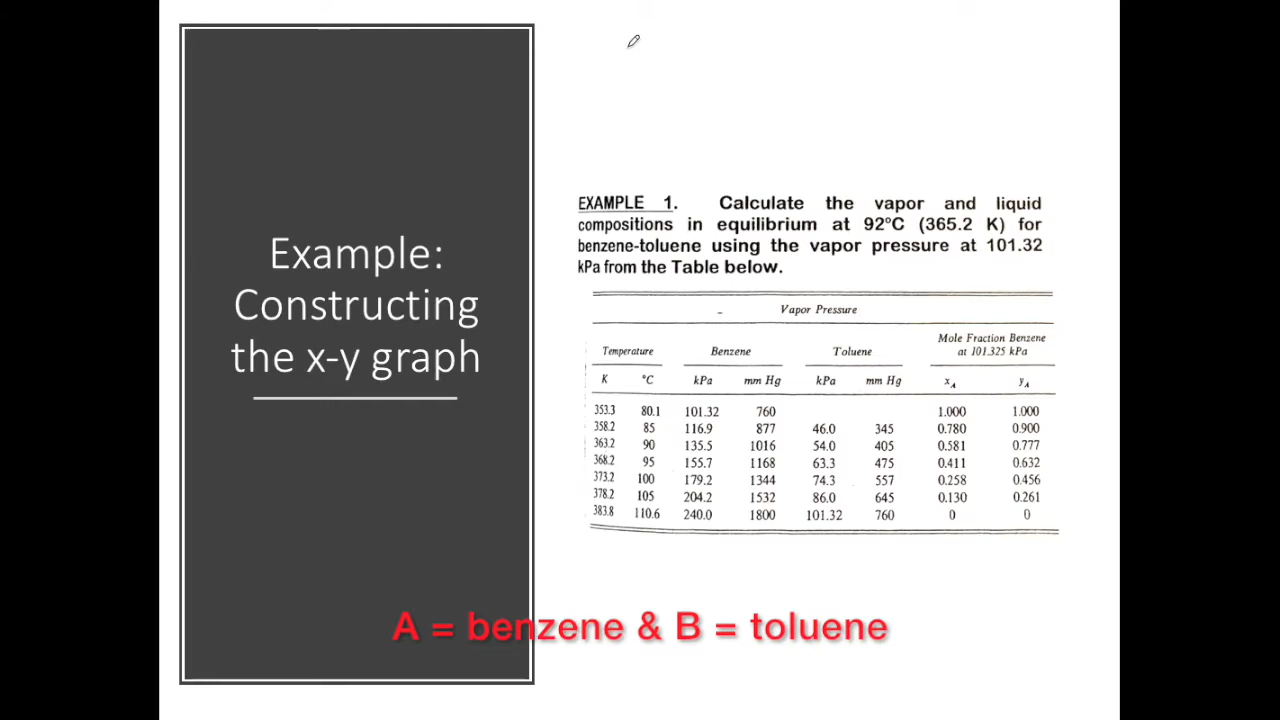 Example:
Constructing
the x-y graph
EXAMPLE 1. Calculate the vapor and liquid
compositions in equilibrium at 92°C (365.2 K) for
benzene-toluene using the vapor pressure at 101.32
kPa from the Table below.
Vapor Pressure
Mole Fraction Benzene
at 101.325 kPa
Temperature Benzene Toluene
K °C kPa mm Hg kPa mm Hg xA yA
353.3 80.1 101.32 760 1.000 1.000
358.2 85 116.9 877 46.0 345 0.780 0.900
363.2 90 135.5 1016 54.0 405 0.581 0.777
368.2 95 155.7 1168 63.3 475 0.411 0.632
373.2 100 179.2 1344 74.3 557 0.258 0.456
378.2 105 204.2 1532 86.0 645 0.130 0.261
383.8 110.6 240.0 1800 101.32 760 0 0
A = benzene & B = toluene